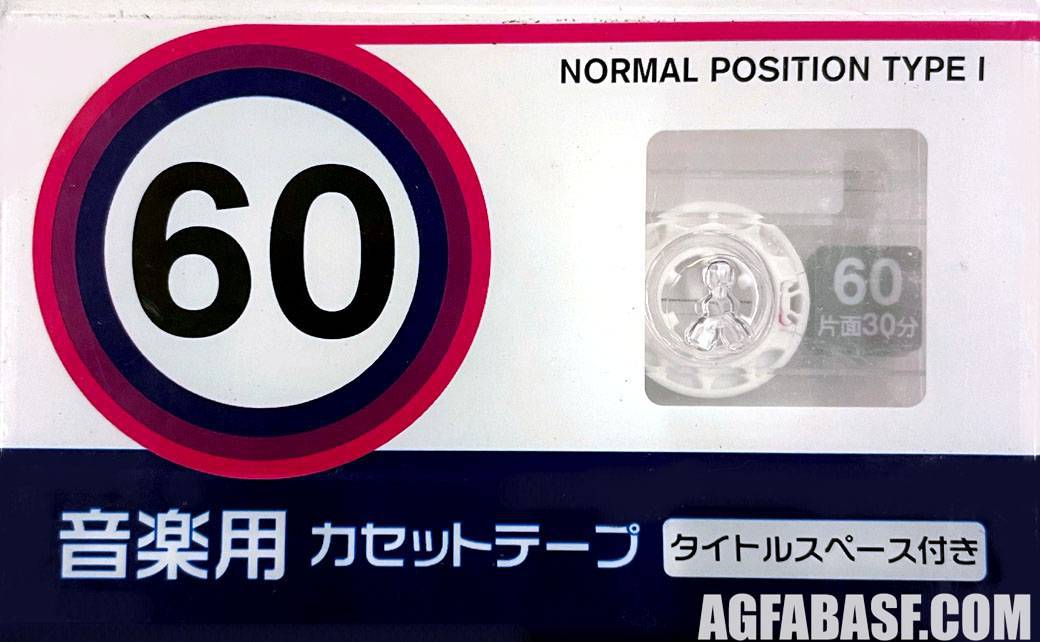 NORMAL POSITION TYPE I
60
60
片面30分
音楽用 カセットテープ タイトルスペース付き
AGFABASF.COM